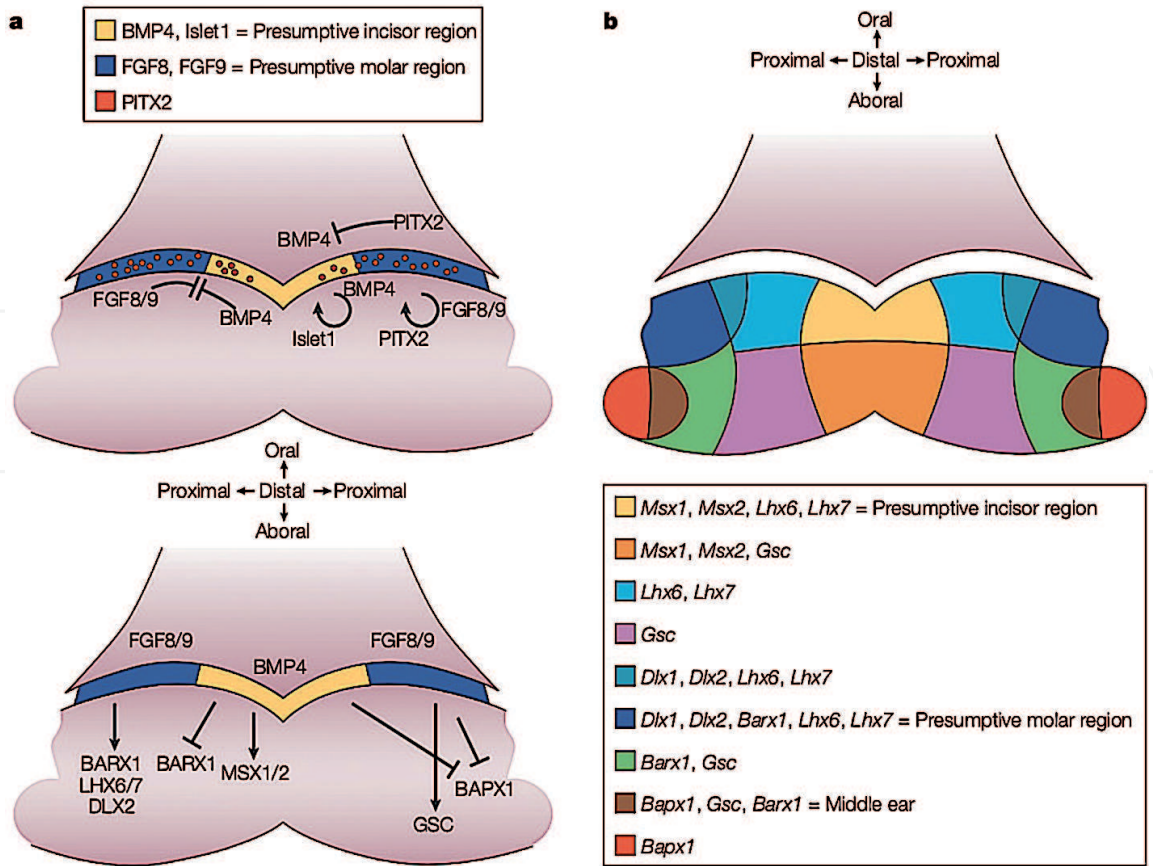 a
BMP4, Islet1 = Presumptive incisor region
FGF8, FGF9 = Presumptive molar region
PITX2
PITX2
BMP4
FGF8/9
BMP4
BMP4
FGF8/9
Islet1
PITX2
Oral
Proximal
Distal
Proximal
Aboral
FGF8/9
FGF8/9
BMP4
BARX1
LHX6/7
DLX2
BARX1
MSX1/2
BAPX1
GSC
b
Oral
Proximal
Distal
Proximal
Aboral
Msx1, Msx2, Lhx6, Lhx7 = Presumptive incisor region
Msx1, Msx2, Gsc
Lhx6, Lhx7
Gsc
Dlx1, Dlx2, Lhx6, Lhx7
Dlx1, Dlx2, Barx1, Lhx6, Lhx7 = Presumptive molar region
Barx1, Gsc
Bapx1, Gsc, Barx1 = Middle ear
Bapx1